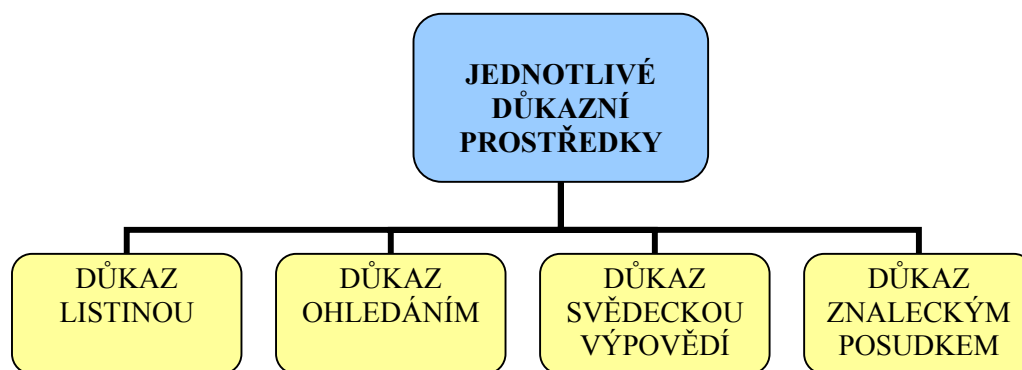 JEDNOTLIVÉ
DŮKAZNÍ
PROSTŘEDKY
DŮKAZ
LISTINOU
DŮKAZ
OHLEDÁNÍM
DŮKAZ
SVĚDECKOU
VÝPOVĚDÍ
DŮKAZ
ZNALECKÝM
POSUDKEM